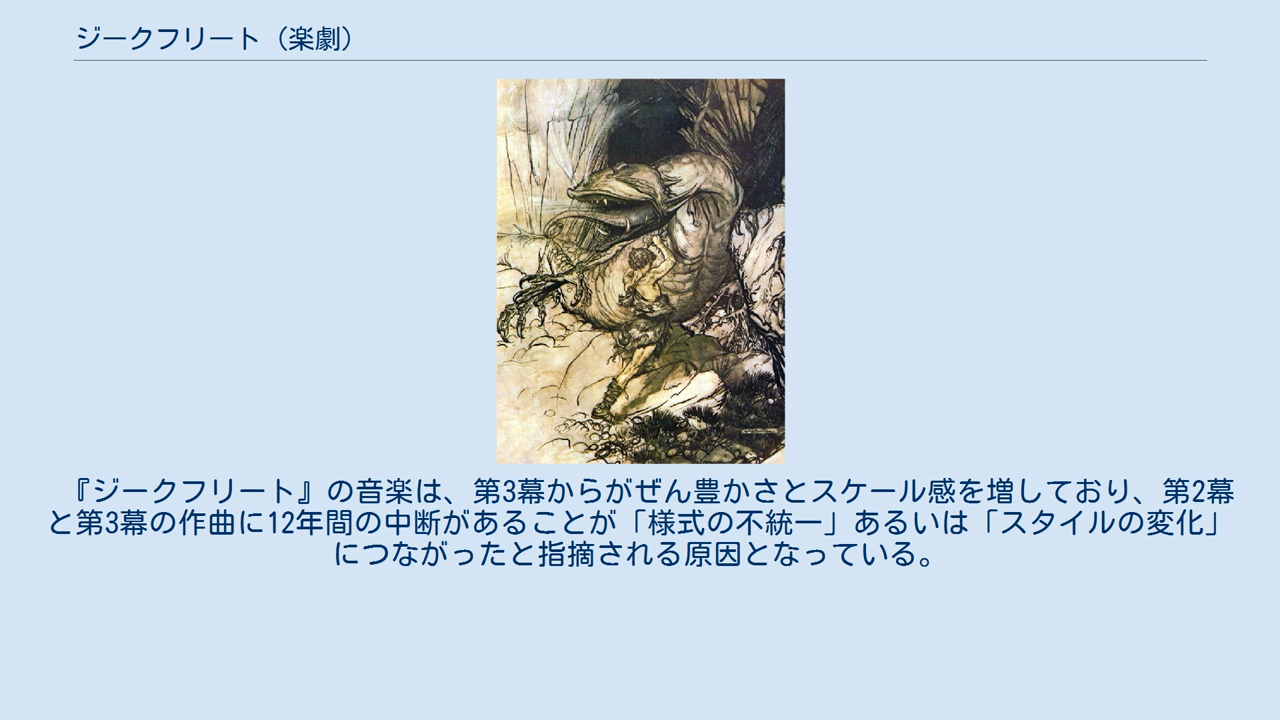 ジークフリート（楽劇）
『ジークフリート』の音楽は、第3幕からがぜん豊かさとスケール感を増しており、第2幕
と第3幕の作曲に12年間の中断があることが「様式の不統一」あるいは「スタイルの変化」
につながったと指摘される原因となっている。